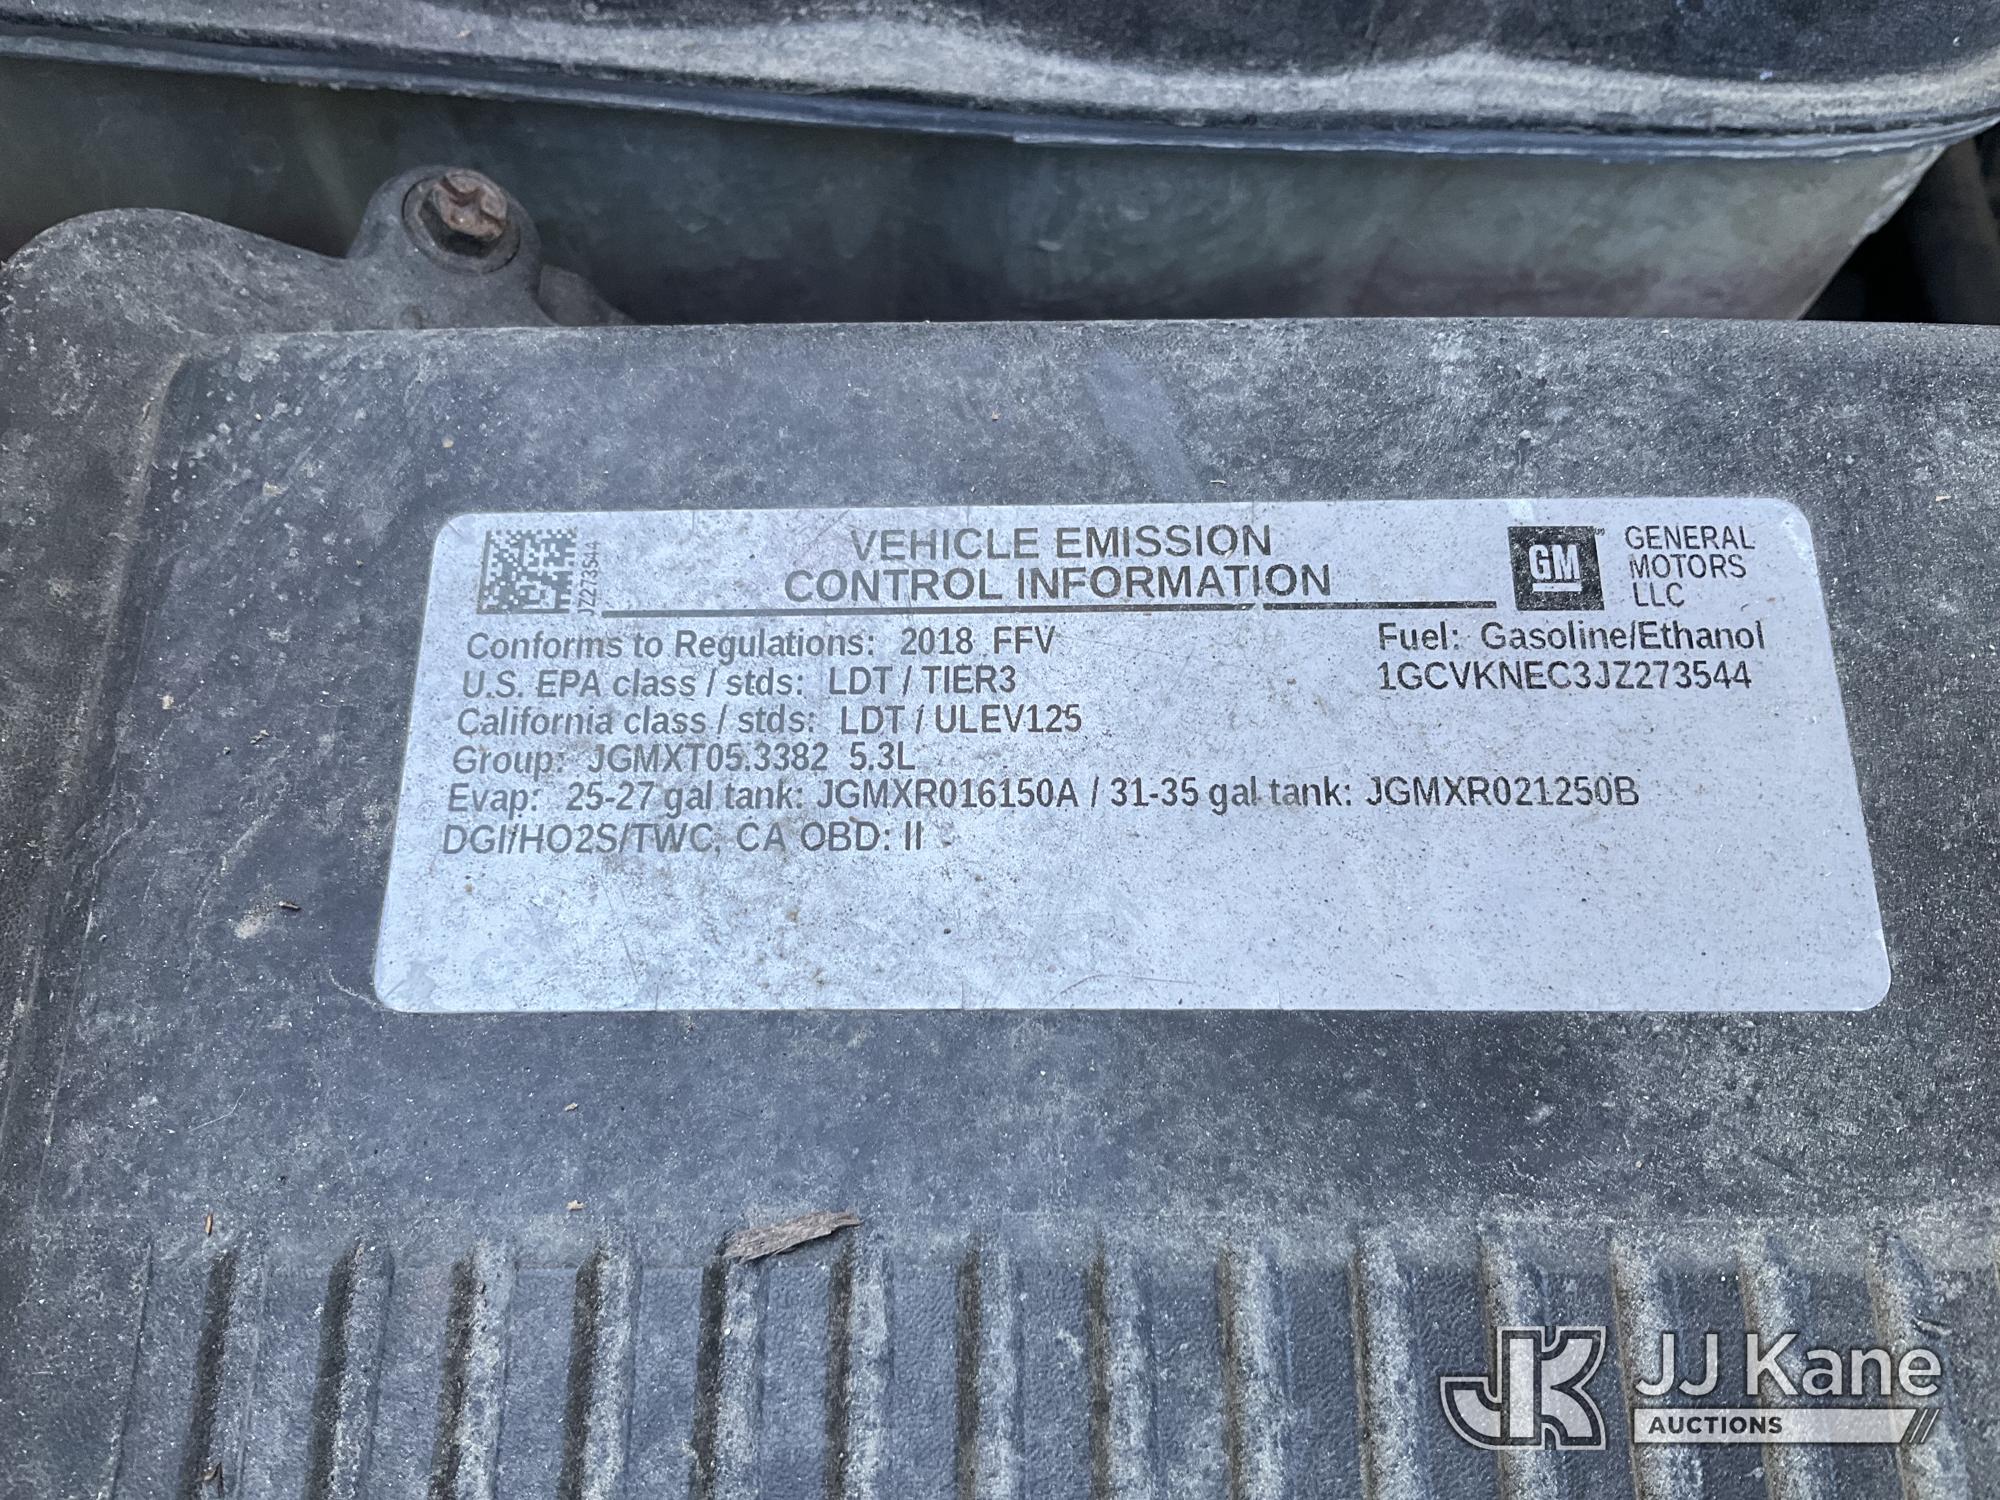 VEHICLE EMISSION
CONTROL INFORMATION
GM
GENERAL
MOTORS
LLC
JZ273544
Conforms to Regulations: 2018 FFV
Fuel: Gasoline/Ethanol
U.S. EPA class / stds: LDT / TIER3
1GCVKNEC3JZ273544
California class / stds: LDT / ULEV125
Group: JGMXT05.3382 5.3L
Evap: 25-27 gal tank: JGMXR016150A / 31-35 gal tank: JGMXR021250B
DGI/HO2S/TWC, CA OBD: II
JK
JJ Kane
AUCTIONS